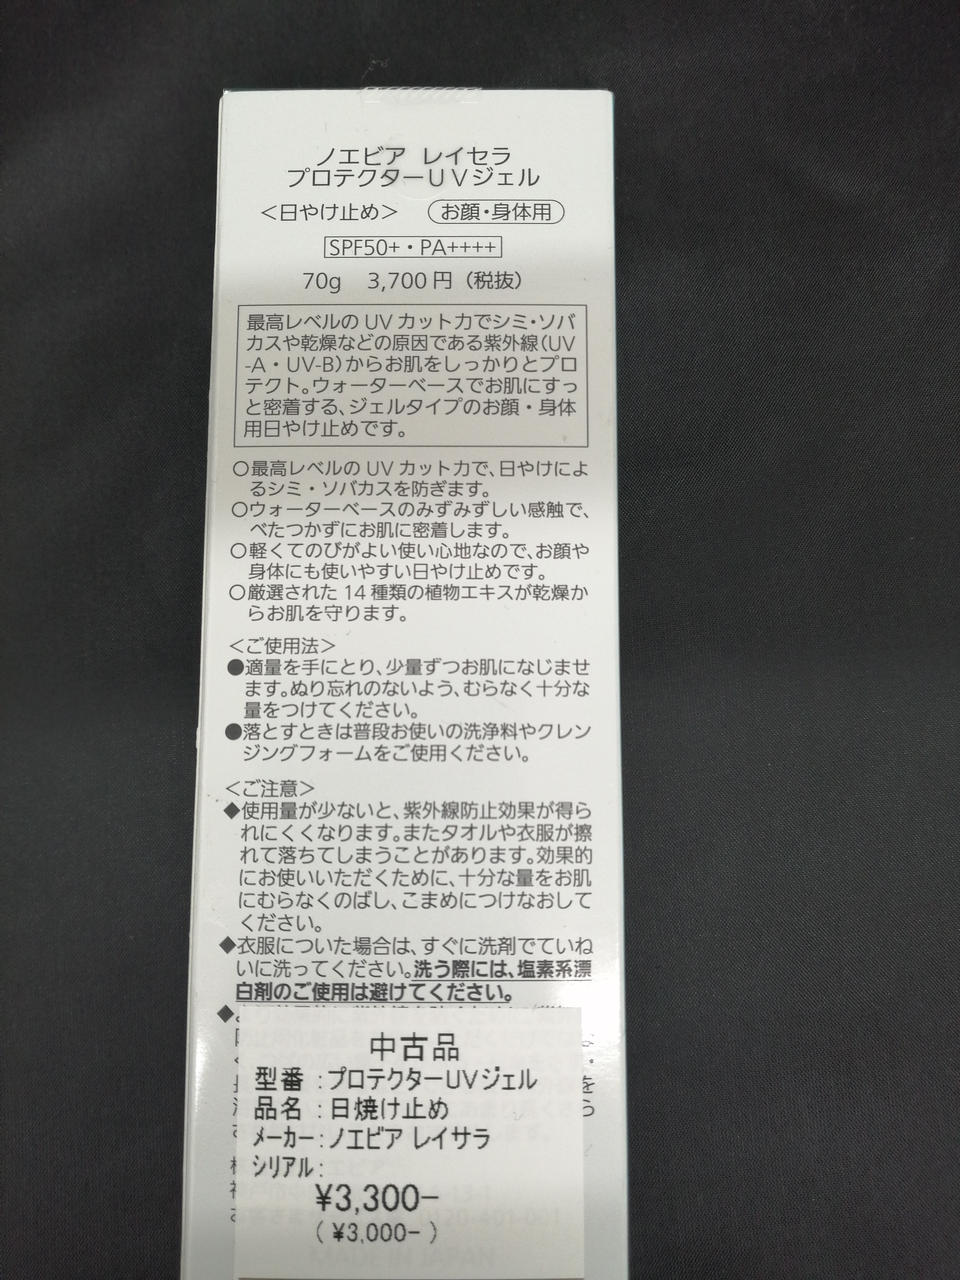 ノエビア レイセラ
プロテクターUVジェル
＜日やけ止め＞ お顔・身体用
SPF50+・PA++++
70g 3,700円（税抜）
最高レベルのUVカット力でシミ・ソバ
カスや乾燥などの原因である紫外線（UV
-A・UV-B）からお肌をしっかりとプロ
テクト。ウォーターベースでお肌にすっ
と密着する、ジェルタイプのお顔・身体
用日やけ止めです。
○最高レベルのUVカット力で、日やけによ
るシミ・ソバカスを防ぎます。
○ウォーターベースのみずみずしい感触で、
べたつかずにお肌に密着します。
○軽くてのびがよい使い心地なので、お顔や
身体にも使いやすい日やけ止めです。
○厳選された14種類の植物エキスが乾燥か
らお肌を守ります。
＜ご使用法＞
●適量を手にとり、少量ずつお肌になじませ
ます。ぬり忘れのないよう、むらなく十分な
量をつけてください。
●落とすときは普段お使いの洗浄料やクレン
ジングフォームをご使用ください。
＜ご注意＞
◆使用量が少ないと、紫外線防止効果が得ら
れにくくなります。またタオルや衣服が擦
れて落ちてしまうことがあります。効果的
にお使いいただくために、十分な量をお肌
にむらなくのばし、こまめにつけなおして
ください。
◆衣服についた場合は、すぐに洗剤でていね
いに洗ってください。洗う際には、塩素系漂
白剤のご使用は避けてください。
中古品
型番：プロテクターUVジェル
品名：日焼け止め
メーカー：ノエビア レイサラ
シリアル：
¥3,300-
（¥3,000-）
MADE IN JAPAN